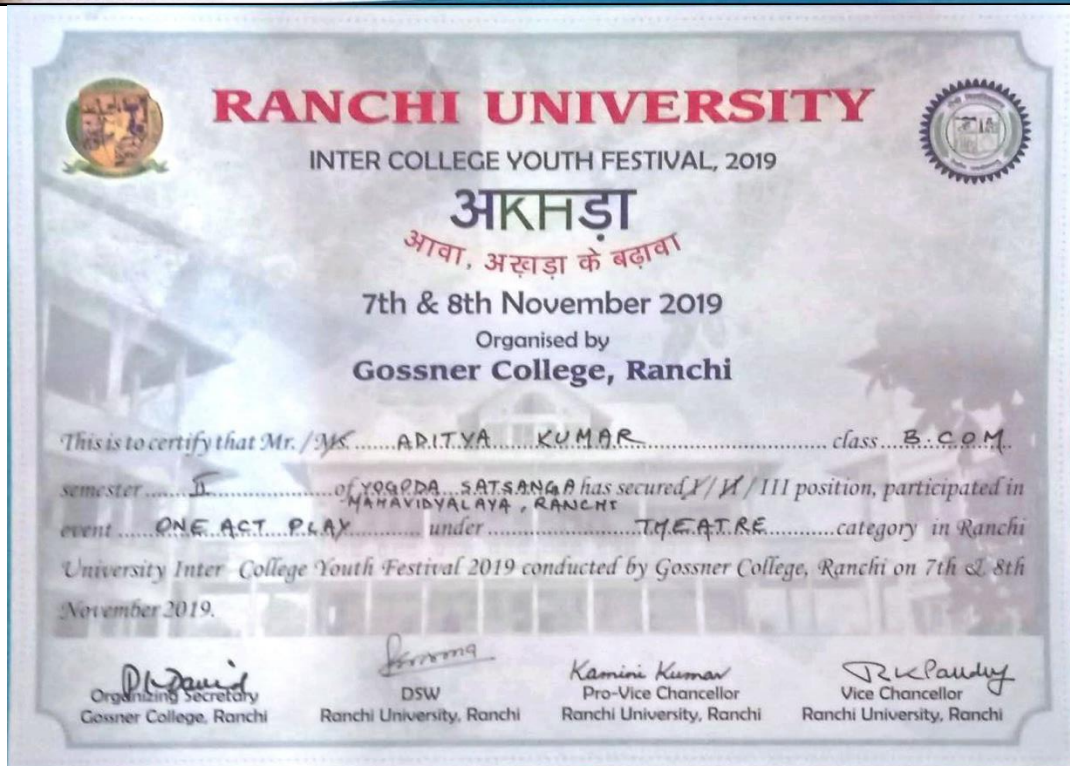 RANCHI UNIVERSITY
INTER COLLEGE YOUTH FESTIVAL, 2019
अKHड़ा
आवा, अख़ड़ा के बढ़ावा
7th & 8th November 2019
Organised by
Gossner College, Ranchi
This is to certify that Mr. / Ms. ...... ADITYA ...... KUMAR ...... class ... B.COM.
semester ...... II ...... of YOGODA SATSANGA has secured I / II / III position, participated in
MAHAVIDYALAYA, RANCHI
event ...... ONE ACT PLAY ...... under ...... THEATRE ...... category in Ranchi
University Inter College Youth Festival 2019 conducted by Gossner College, Ranchi on 7th & 8th
November 2019.
Kamini Kumar
Organizing Secretary DSW Pro-Vice Chancellor Vice Chancellor
Gossner College, Ranchi Ranchi University, Ranchi Ranchi University, Ranchi Ranchi University, Ranchi